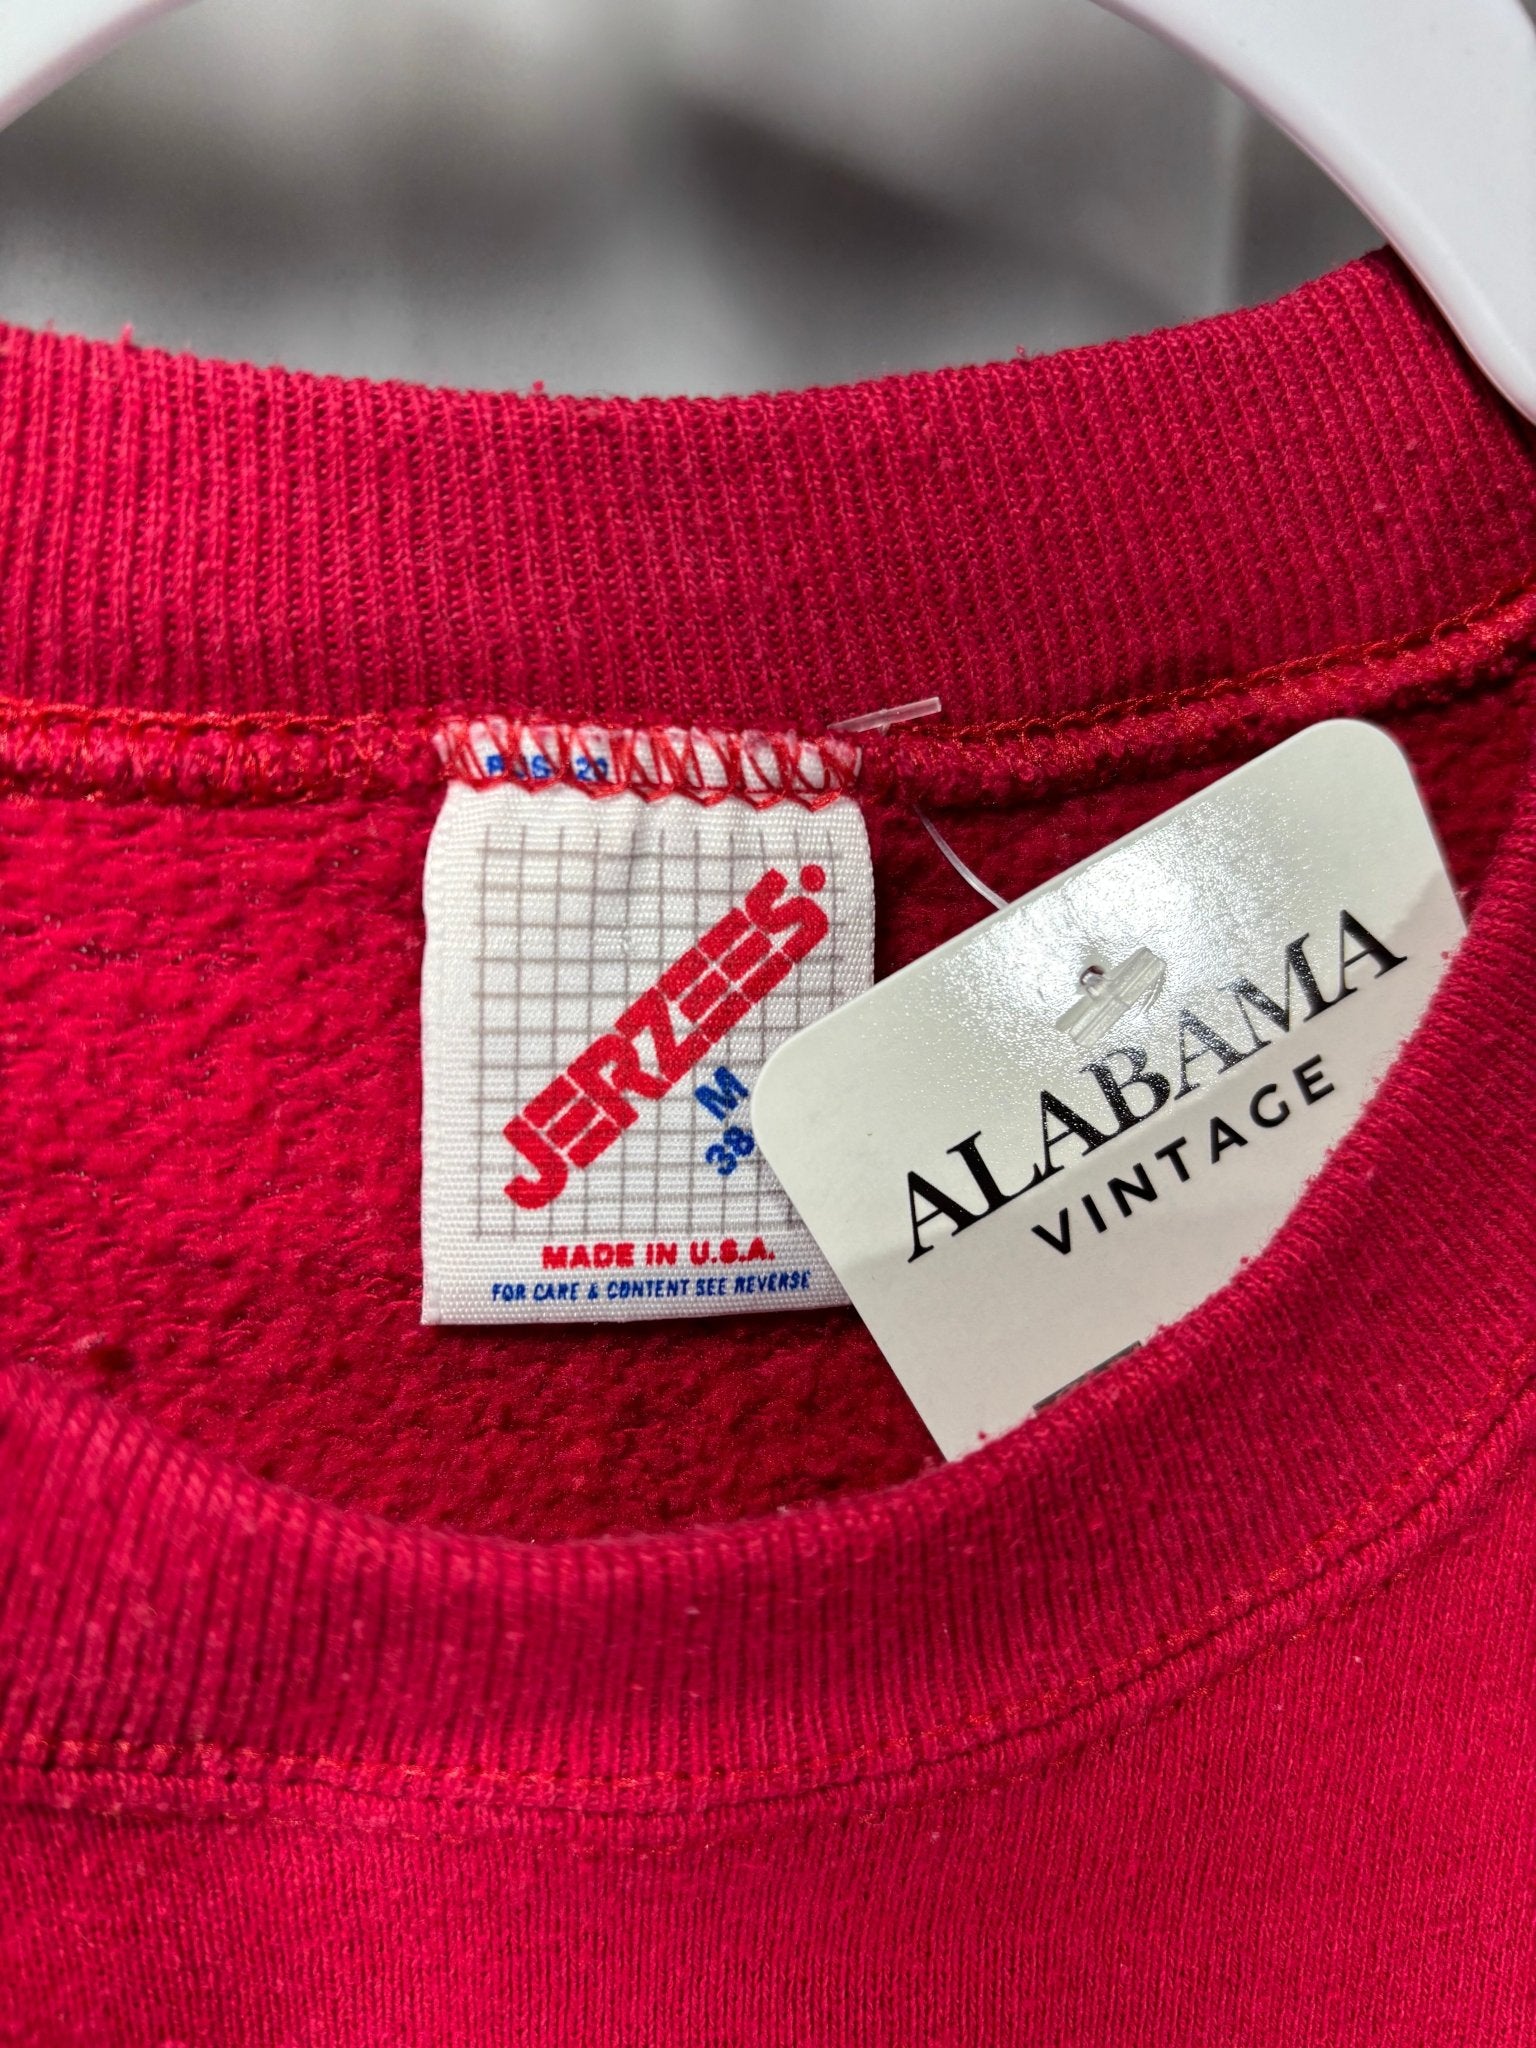 JERZEES
M
38
MADE IN U.S.A.
FOR CARE & CONTENT SEE REVERSE
ALABAMA
VINTAGE